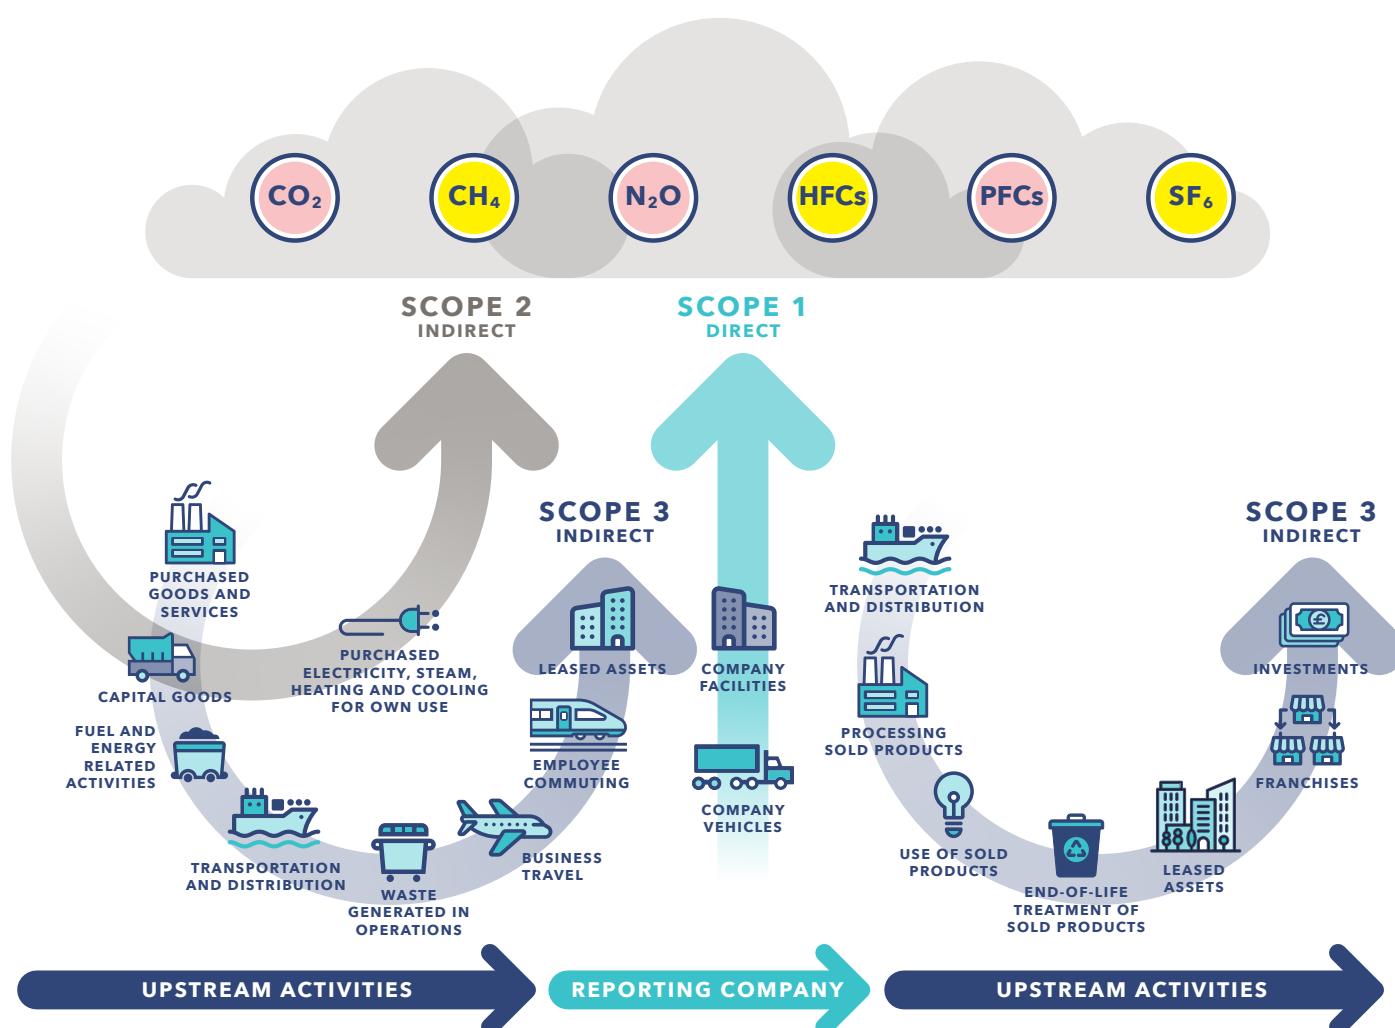 CO₂
CH₄
N₂O
HFCs
PFCs
SF₆
SCOPE 2
INDIRECT
SCOPE 1
DIRECT
SCOPE 3
INDIRECT
SCOPE 3
INDIRECT
PURCHASED
GOODS AND
SERVICES
CAPITAL GOODS
FUEL AND
ENERGY
RELATED
ACTIVITIES
TRANSPORTATION
AND DISTRIBUTION
WASTE
GENERATED IN
OPERATIONS
BUSINESS
TRAVEL
EMPLOYEE
COMMUTING
LEASED ASSETS
PURCHASED
ELECTRICITY, STEAM,
HEATING AND COOLING
FOR OWN USE
COMPANY
FACILITIES
COMPANY
VEHICLES
TRANSPORTATION
AND DISTRIBUTION
PROCESSING
SOLD PRODUCTS
USE OF SOLD
PRODUCTS
END-OF-LIFE
TREATMENT OF
SOLD PRODUCTS
LEASED
ASSETS
FRANCHISES
£
INVESTMENTS
UPSTREAM ACTIVITIES
REPORTING COMPANY
UPSTREAM ACTIVITIES